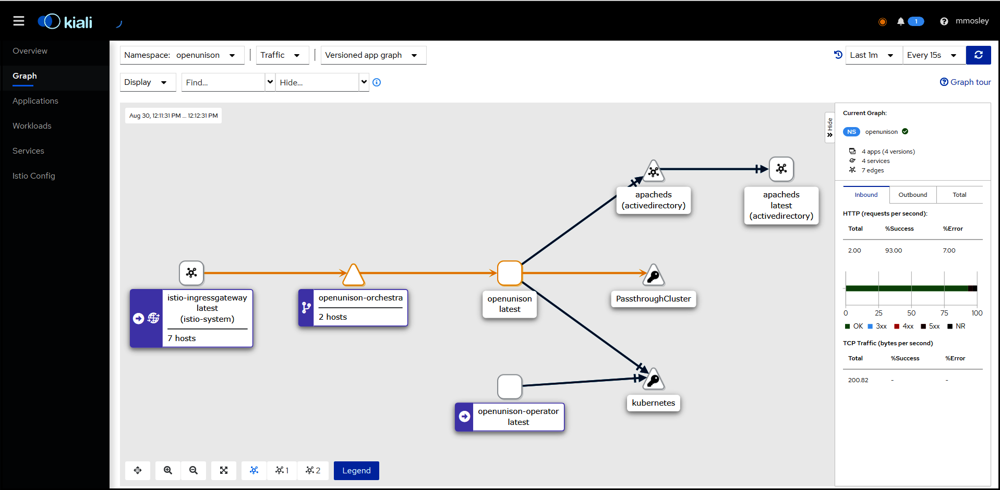 kiali
1
mmosley
Overview
Graph
Applications
Workloads
Services
Istio Config
Namespace: openunison
Traffic
Versioned app graph
Last 1m
Every 15s
Display
Find...
Hide...
Graph tour
Aug 30, 12:11:31 PM ... 12:12:31 PM
Hide
apacheds
(activedirectory)
apacheds
latest
(activedirectory)
istio-ingressgateway
latest
(istio-system)
7 hosts
openunison-orchestra
2 hosts
openunison
latest
PassthroughCluster
openunison-operator
latest
kubernetes
1
2
Legend
Current Graph:
NS openunison
4 apps (4 versions)
4 services
7 edges
Inbound Outbound Total
HTTP (requests per second):
Total %Success %Error
2.00 93.00 7.00
0 25 50 75 100
OK 3xx 4xx 5xx NR
TCP Traffic (bytes per second)
Total %Success %Error
200.82 - -